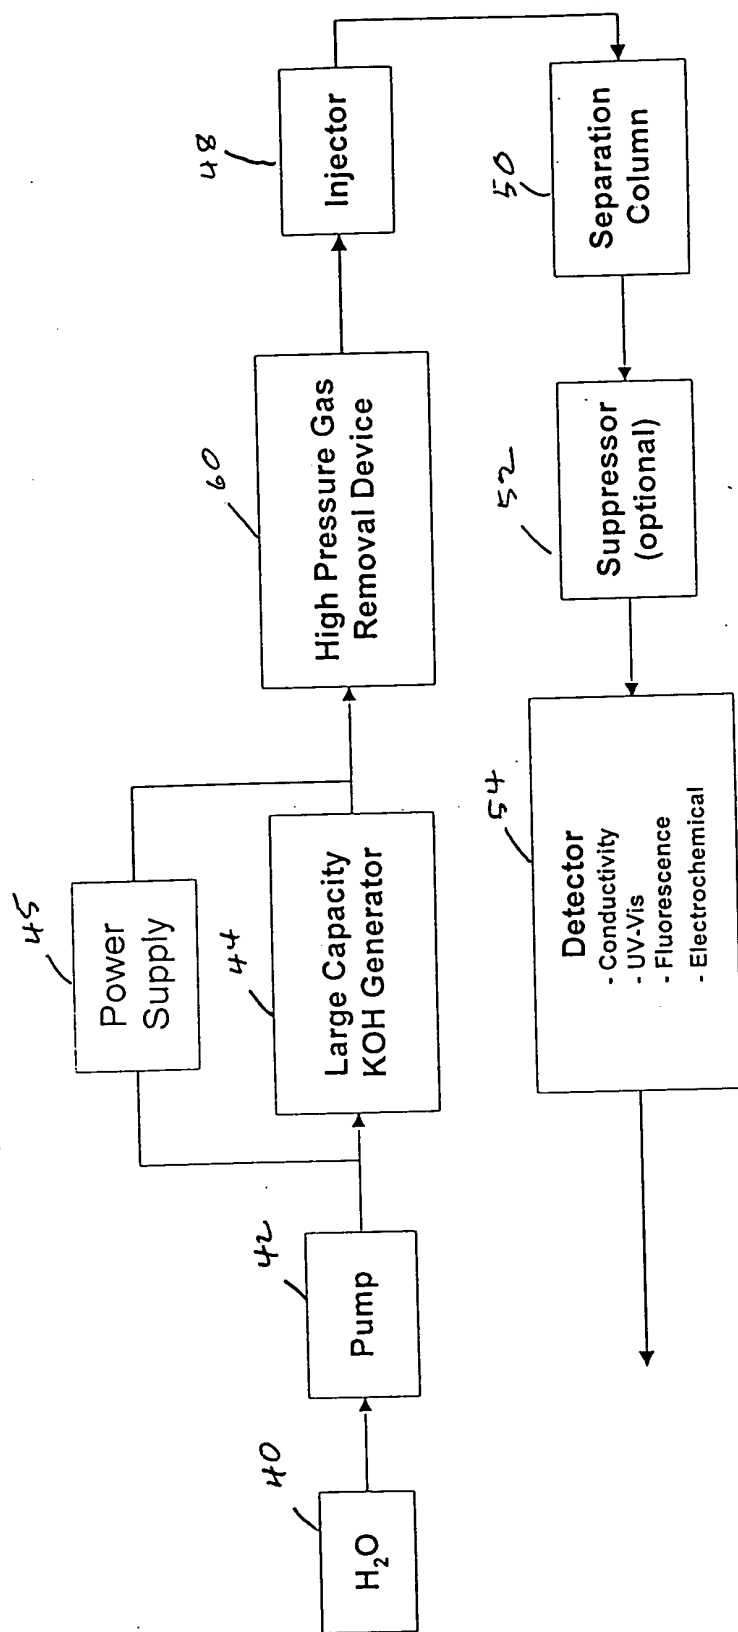 40
H₂O
42
Pump
45
Power
Supply
44
Large Capacity
KOH Generator
60
High Pressure Gas
Removal Device
48
Injector
50
Separation
Column
52
Suppressor
(optional)
54
Detector
- Conductivity
- UV-Vis
- Fluorescence
- Electrochemical